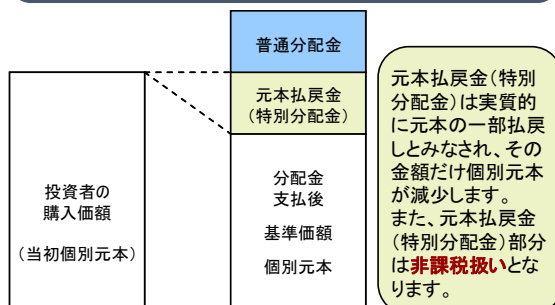 普通分配金
元本払戻金
(特別分配金)
投資者の
購入価額
(当初個別元本)
分配金
支払後
基準価額
個別元本
元本払戻金(特別
分配金)は実質的
に元本の一部払戻
しとみなされ、その
金額だけ個別元本
が減少します。
また、元本払戻金
(特別分配金)部分
は非課税扱いとな
ります。